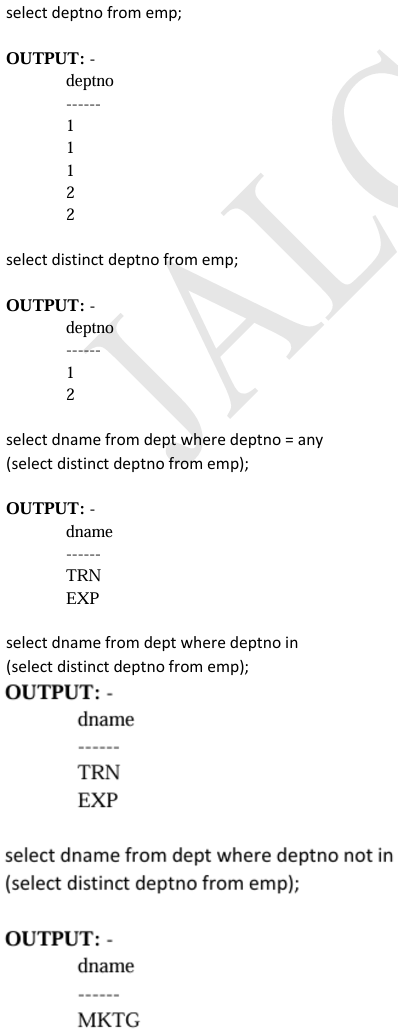 select deptno from emp;
OUTPUT: -
deptno
------
1
1
1
2
2
select distinct deptno from emp;
OUTPUT: -
deptno
------
1
2
select dname from dept where deptno = any
(select distinct deptno from emp);
OUTPUT: -
dname
------
TRN
EXP
select dname from dept where deptno in
(select distinct deptno from emp);
OUTPUT: -
dname
------
TRN
EXP
select dname from dept where deptno not in
(select distinct deptno from emp);
OUTPUT: -
dname
------
MKTG